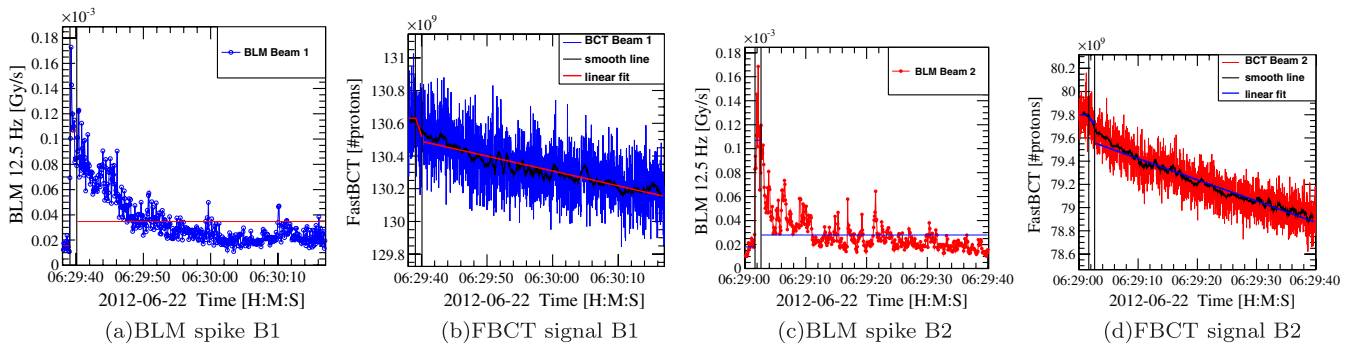 ×10⁻³
BLM 12.5 Hz [Gy/s]
0.18
0.16
0.14
0.12
0.1
0.08
0.06
0.04
0.02
0
BLM Beam 1
06:29:40 06:29:50 06:30:00 06:30:10
2012-06-22 Time [H:M:S]
(a)BLM spike B1
×10⁹
FastBCT [#protons]
131
130.8
130.6
130.4
130.2
130
129.8
BCT Beam 1
smooth line
linear fit
06:29:40 06:29:50 06:30:00 06:30:10
2012-06-22 Time [H:M:S]
(b)FBCT signal B1
×10⁻³
BLM 12.5 Hz [Gy/s]
0.18
0.16
0.14
0.12
0.1
0.08
0.06
0.04
0.02
0
BLM Beam 2
06:29:00 06:29:10 06:29:20 06:29:30 06:29:40
2012-06-22 Time [H:M:S]
(c)BLM spike B2
×10⁹
FastBCT [#protons]
80.2
80
79.8
79.6
79.4
79.2
79
78.8
78.6
BCT Beam 2
smooth line
linear fit
06:29:00 06:29:10 06:29:20 06:29:30 06:29:40
2012-06-22 Time [H:M:S]
(d)FBCT signal B2